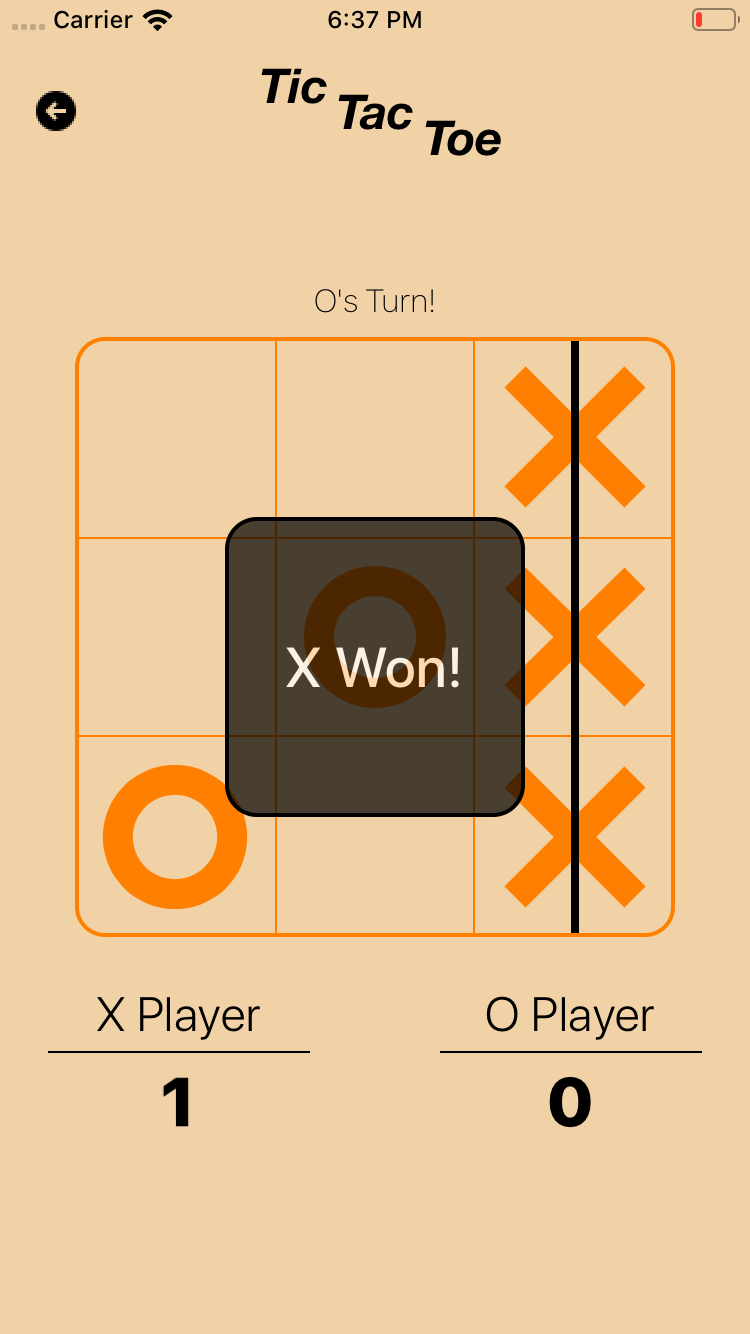 Carrier 6:37 PM
Tic Tac Toe
O's Turn!
X Won!
X Player O Player
1 0